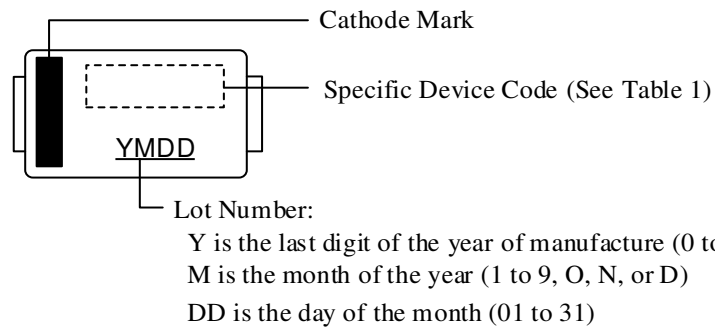 Cathode Mark
Specific Device Code (See Table 1)
YMDD
Lot Number:
Y is the last digit of the year of manufacture (0 to
M is the month of the year (1 to 9, O, N, or D)
DD is the day of the month (01 to 31)